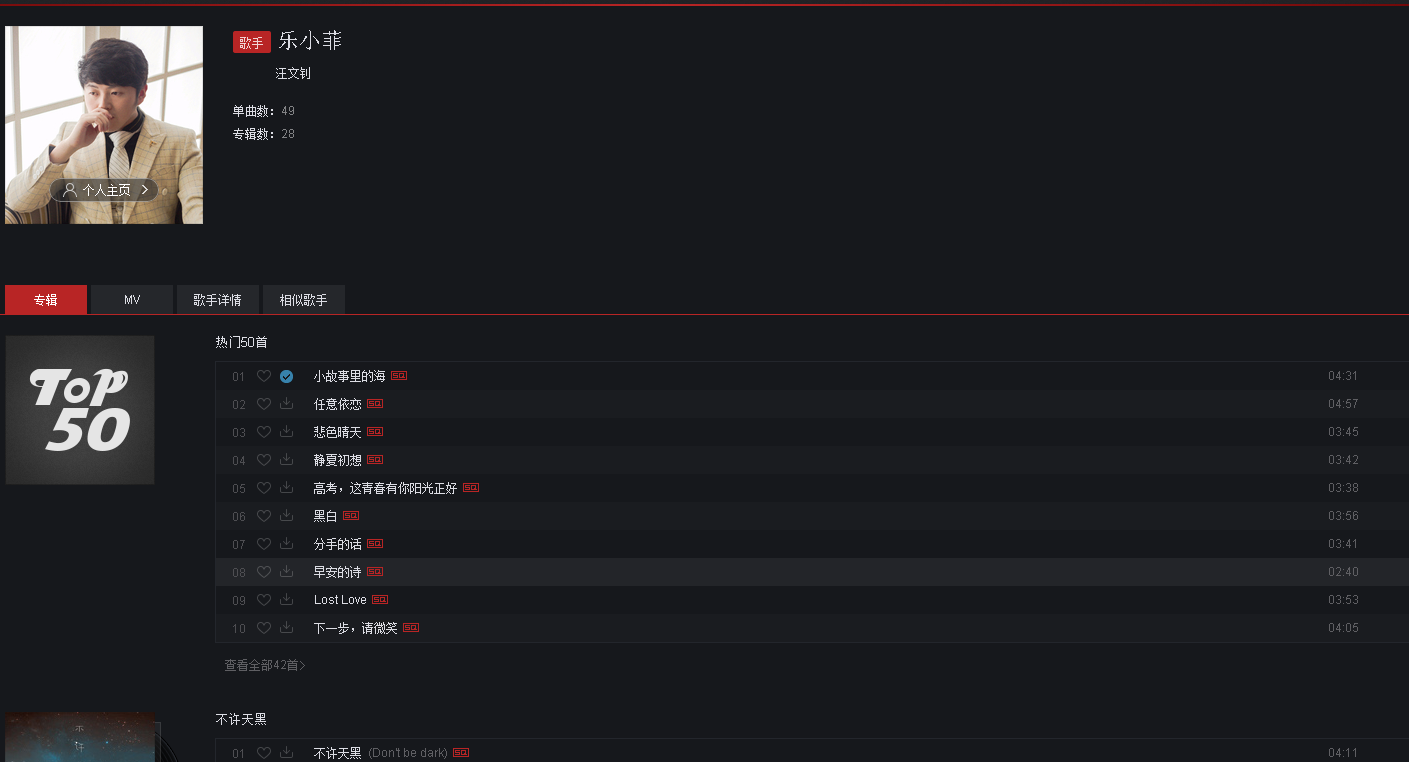 歌手 乐小菲
汪文钊
单曲数：49
专辑数：28
个人主页
专辑 MV 歌手详情 相似歌手
TOP
50
热门50首
01 小故事里的海 SQ 04:31
02 任意依恋 SQ 04:57
03 悲色晴天 SQ 03:45
04 静夏初想 SQ 03:42
05 高考，这青春有你阳光正好 SQ 03:38
06 黑白 SQ 03:56
07 分手的话 SQ 03:41
08 早安的诗 SQ 02:40
09 Lost Love SQ 03:53
10 下一步，请微笑 SQ 04:05
查看全部42首>
不许天黑
不
许
01 不许天黑 (Don't be dark) SQ 04:11